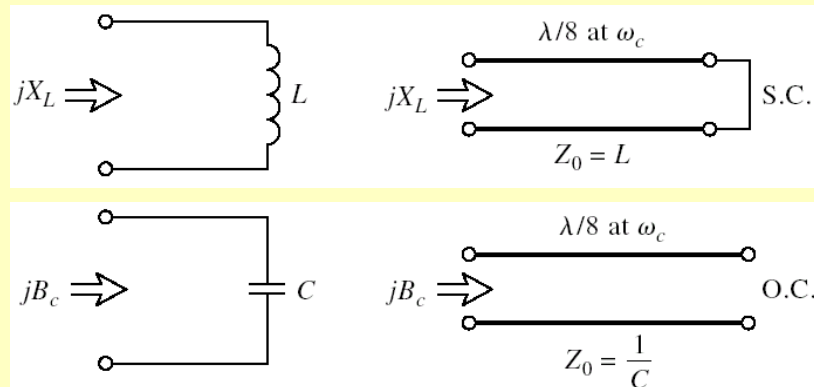 λ/8 at ω_c
jX_L
L
jX_L
S.C.
Z_0 = L
λ/8 at ω_c
jB_c
C
jB_c
O.C.
Z_0 = 1/C